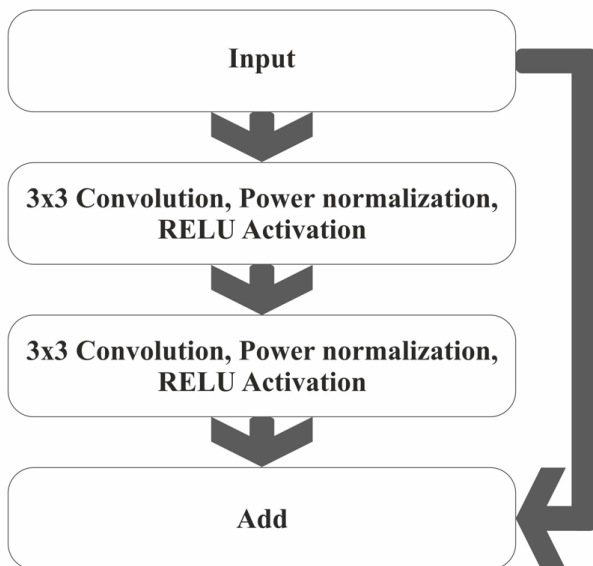 Input
3x3 Convolution, Power normalization,
RELU Activation
3x3 Convolution, Power normalization,
RELU Activation
Add